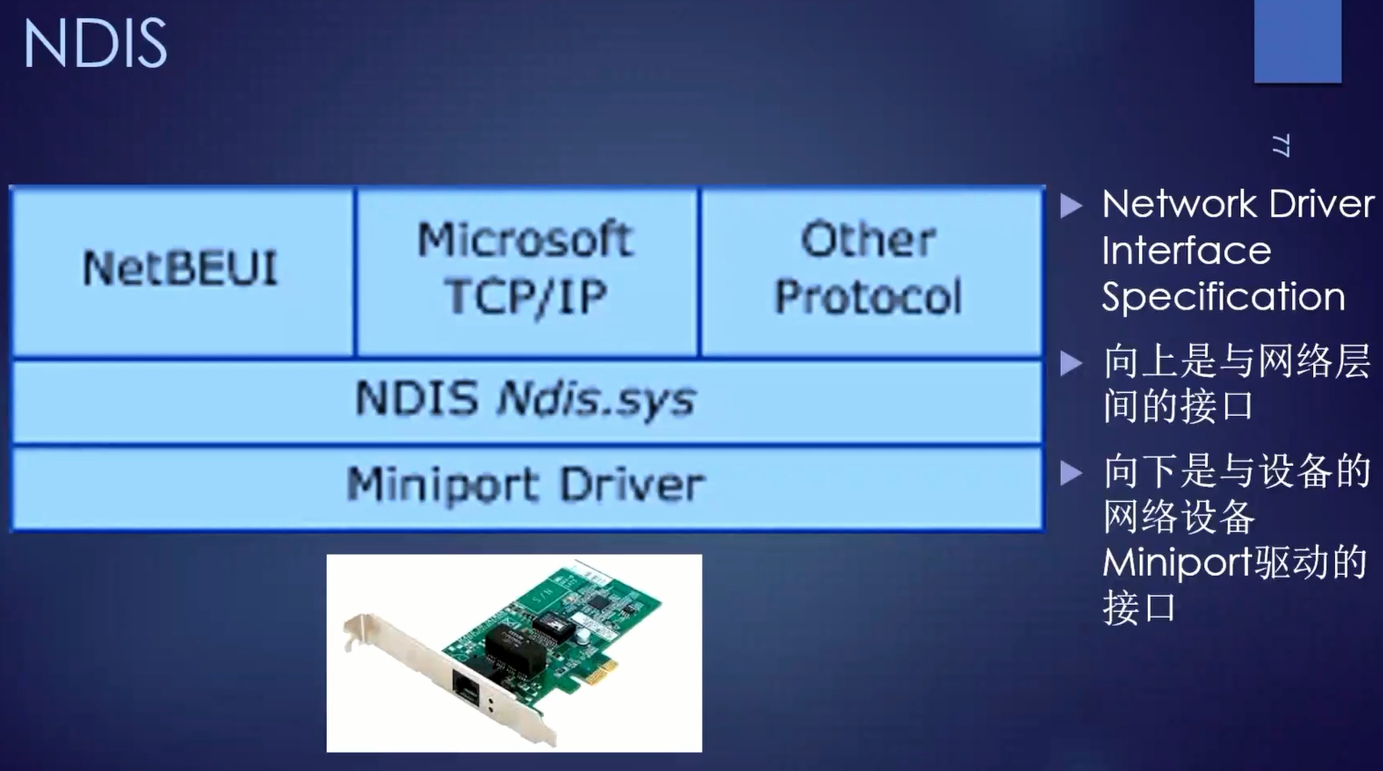 NDIS
77
NetBEUI
Microsoft
TCP/IP
Other
Protocol
NDIS Ndis.sys
Miniport Driver
Network Driver
Interface
Specification
向上是与网络层
间的接口
向下是与设备的
网络设备
Miniport驱动的
接口
S/N